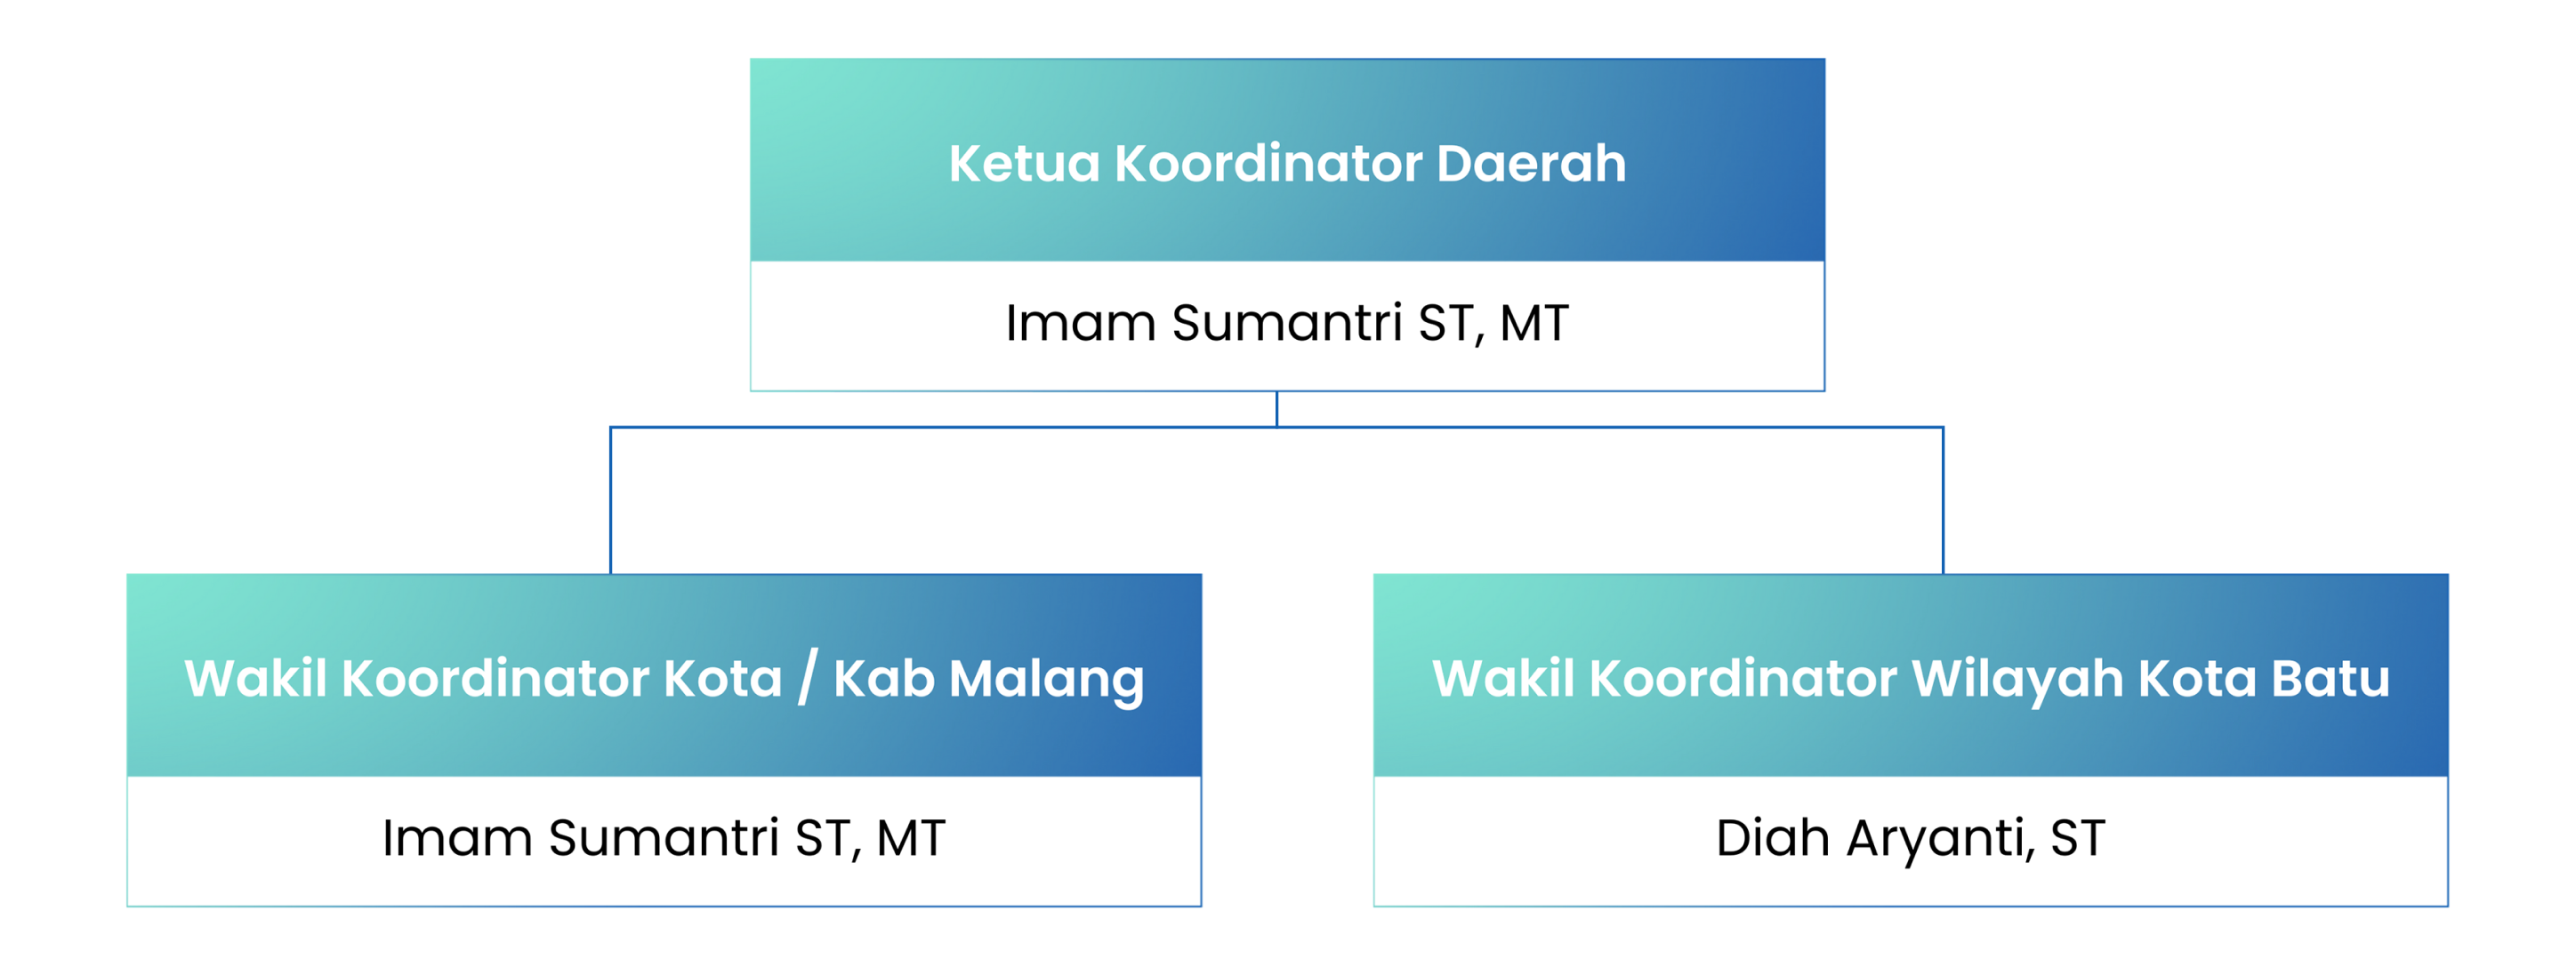 Ketua Koordinator Daerah
Imam Sumantri ST, MT
Wakil Koordinator Kota / Kab Malang
Imam Sumantri ST, MT
Wakil Koordinator Wilayah Kota Batu
Diah Aryanti, ST